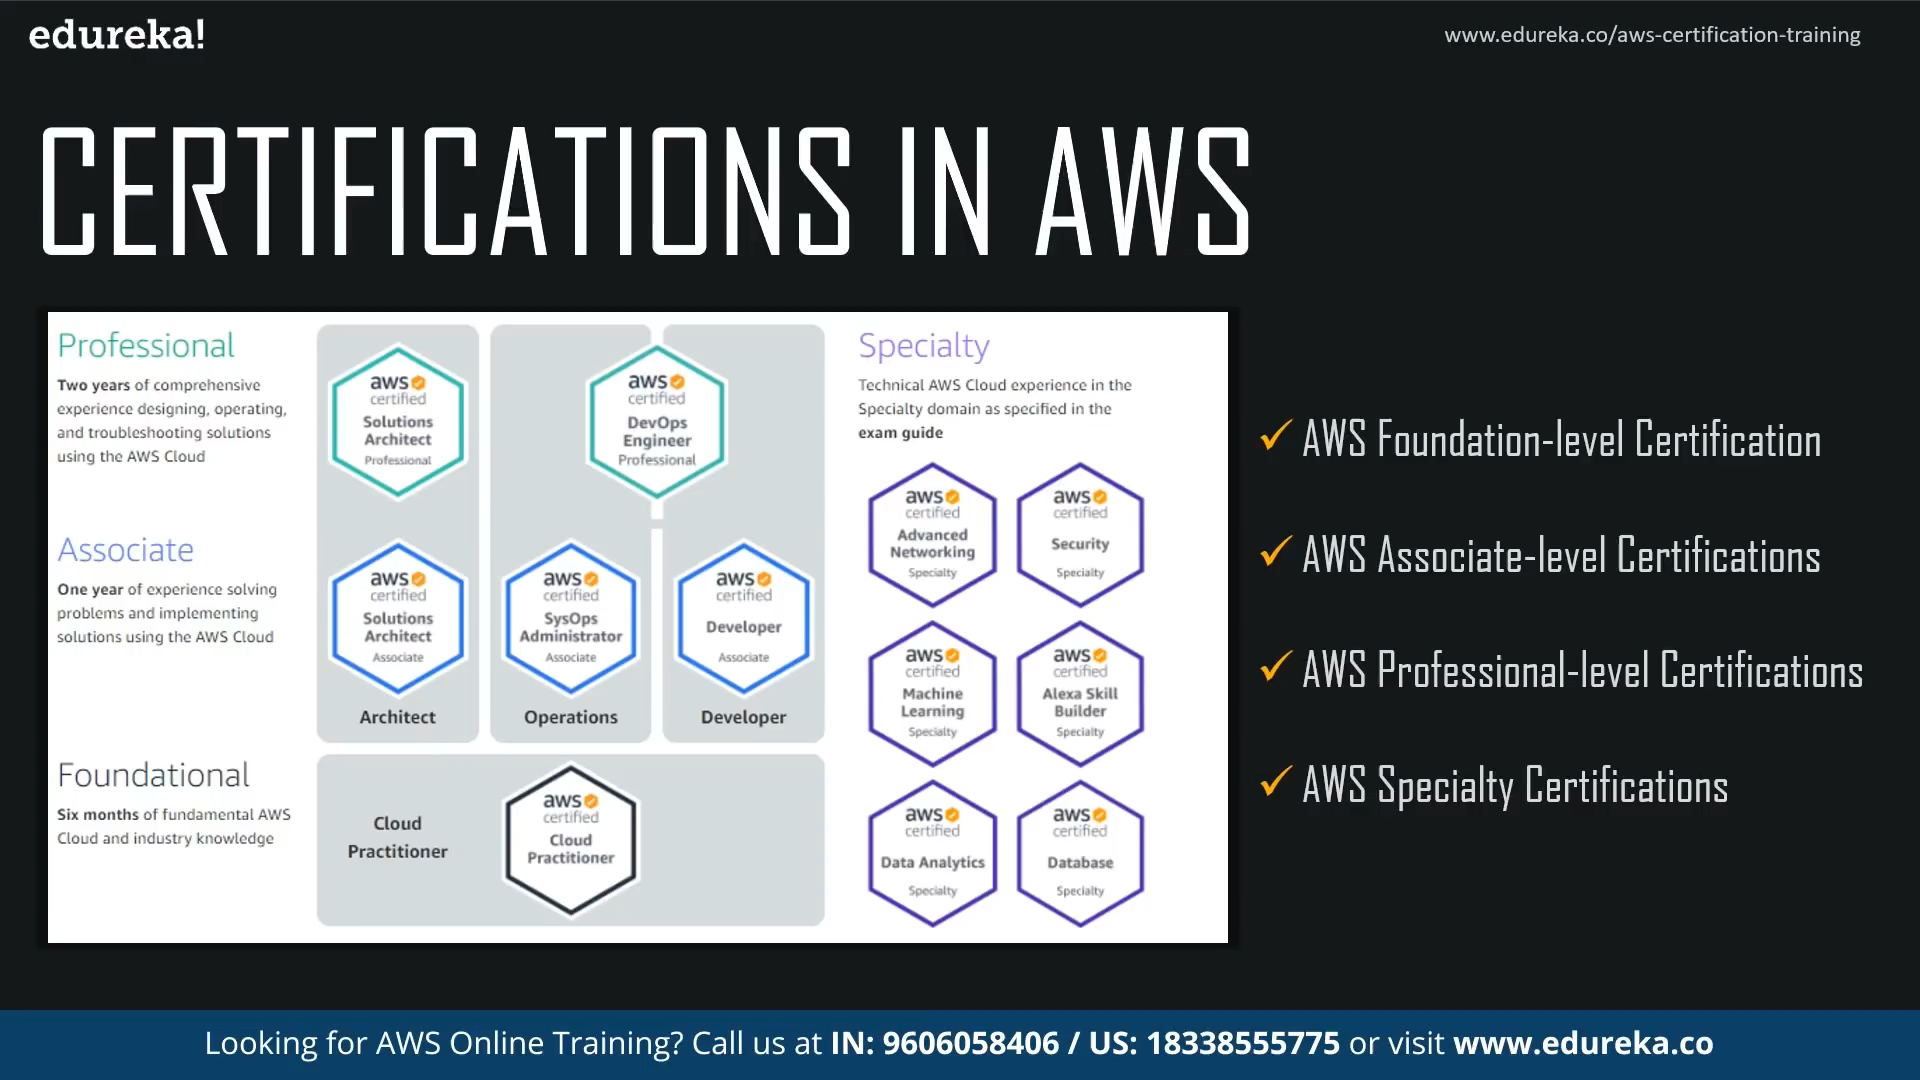 edureka!
www.edureka.co/aws-certification-training
CERTIFICATIONS IN AWS
Professional
Two years of comprehensive
experience designing, operating,
and troubleshooting solutions
using the AWS Cloud
aws
certified
Solutions
Architect
Professional
aws
certified
DevOps
Engineer
Professional
Associate
One year of experience solving
problems and implementing
solutions using the AWS Cloud
aws
certified
Solutions
Architect
Associate
Architect
aws
certified
SysOps
Administrator
Associate
Operations
aws
certified
Developer
Associate
Developer
Foundational
Six months of fundamental AWS
Cloud and industry knowledge
Cloud
Practitioner
aws
certified
Cloud
Practitioner
Specialty
Technical AWS Cloud experience in the
Specialty domain as specified in the
exam guide
aws
certified
Advanced
Networking
Specialty
aws
certified
Security
Specialty
aws
certified
Machine
Learning
Specialty
aws
certified
Alexa Skill
Builder
Specialty
aws
certified
Data Analytics
Specialty
aws
certified
Database
Specialty
AWS Foundation-level Certification
AWS Associate-level Certifications
AWS Professional-level Certifications
AWS Specialty Certifications
Looking for AWS Online Training? Call us at IN: 9606058406 / US: 18338555775 or visit www.edureka.co